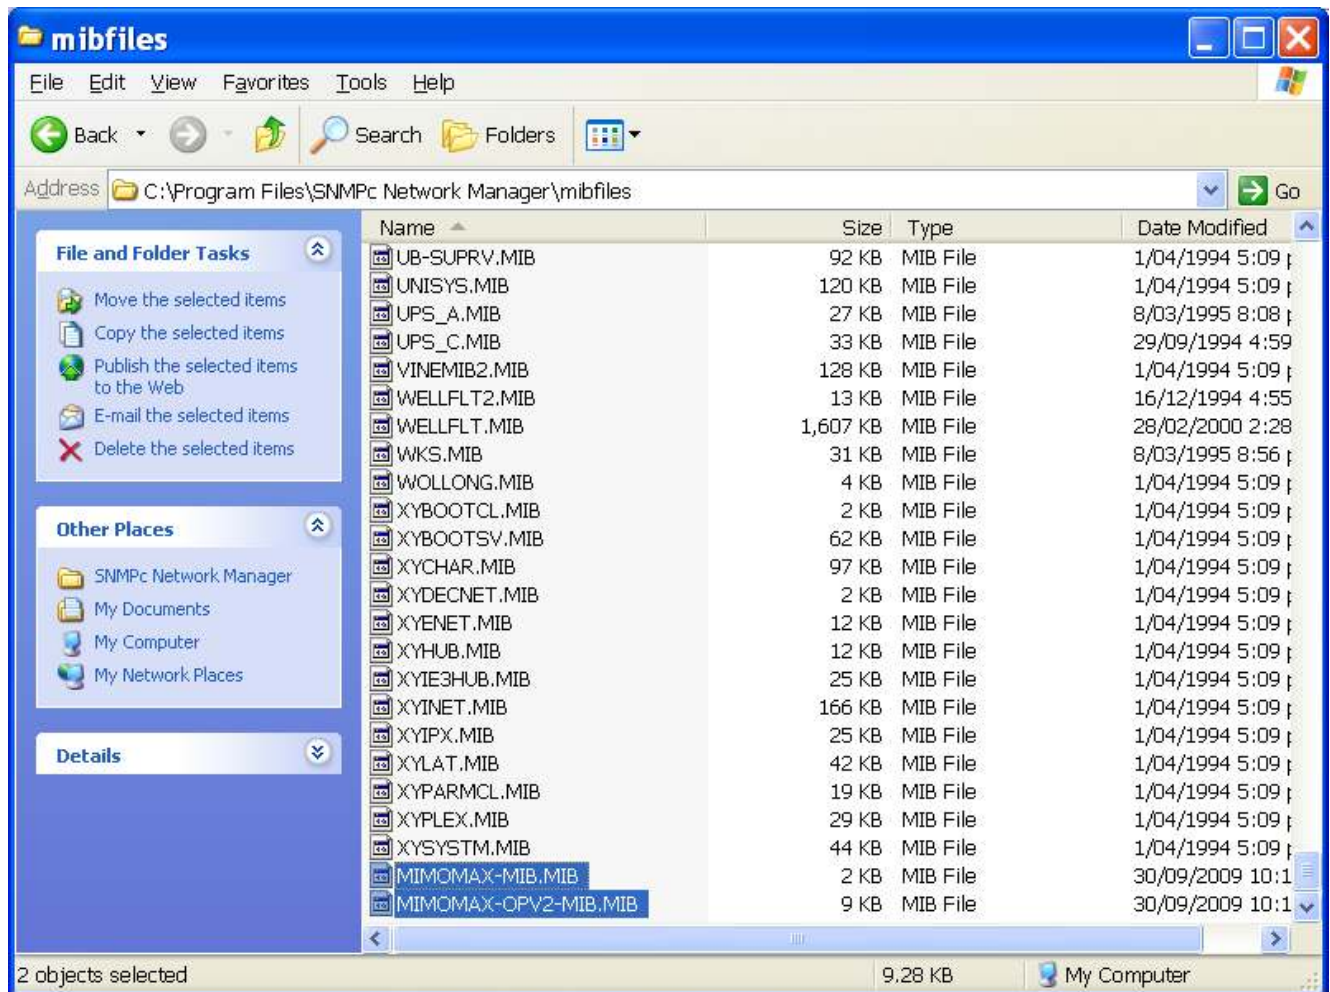 mibfiles
File Edit View Favorites Tools Help
Back Search Folders
Address C:\Program Files\SNMPc Network Manager\mibfiles Go
File and Folder Tasks
Move the selected items
Copy the selected items
Publish the selected items
to the Web
E-mail the selected items
Delete the selected items
Other Places
SNMPc Network Manager
My Documents
My Computer
My Network Places
Details
Name Size Type Date Modified
UB-SUPRV.MIB 92 KB MIB File 1/04/1994 5:09 p
UNISYS.MIB 120 KB MIB File 1/04/1994 5:09 p
UPS_A.MIB 27 KB MIB File 8/03/1995 8:08 p
UPS_C.MIB 33 KB MIB File 29/09/1994 4:59
VINEMIB2.MIB 128 KB MIB File 1/04/1994 5:09 p
WELLFLT2.MIB 13 KB MIB File 16/12/1994 4:55
WELLFLT.MIB 1,607 KB MIB File 28/02/2000 2:28
WKS.MIB 31 KB MIB File 8/03/1995 8:56 p
WOLLONG.MIB 4 KB MIB File 1/04/1994 5:09 p
XYBOOTCL.MIB 2 KB MIB File 1/04/1994 5:09 p
XYBOOTSV.MIB 62 KB MIB File 1/04/1994 5:09 p
XYCHAR.MIB 97 KB MIB File 1/04/1994 5:09 p
XYDECNET.MIB 2 KB MIB File 1/04/1994 5:09 p
XYENET.MIB 12 KB MIB File 1/04/1994 5:09 p
XYHUB.MIB 12 KB MIB File 1/04/1994 5:09 p
XYIE3HUB.MIB 25 KB MIB File 1/04/1994 5:09 p
XYINET.MIB 166 KB MIB File 1/04/1994 5:09 p
XYIPX.MIB 25 KB MIB File 1/04/1994 5:09 p
XYLAT.MIB 42 KB MIB File 1/04/1994 5:09 p
XYPARMCL.MIB 19 KB MIB File 1/04/1994 5:09 p
XYPLEX.MIB 29 KB MIB File 1/04/1994 5:09 p
XYSYSTM.MIB 44 KB MIB File 1/04/1994 5:09 p
MIMOMAX-MIB.MIB 2 KB MIB File 30/09/2009 10:1
MIMOMAX-OPV2-MIB.MIB 9 KB MIB File 30/09/2009 10:1
2 objects selected 9.28 KB My Computer